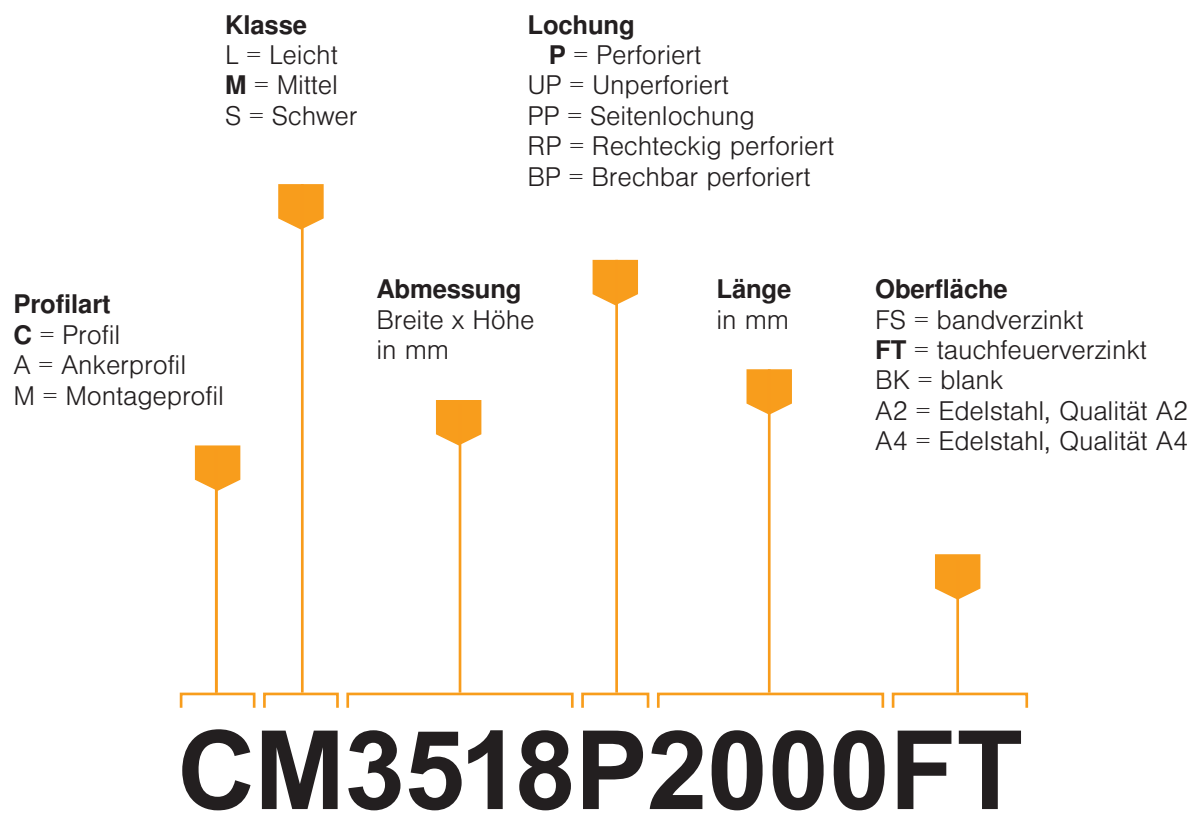 Klasse
L = Leicht
M = Mittel
S = Schwer
Lochung
P = Perforiert
UP = Unperforiert
PP = Seitenlochung
RP = Rechteckig perforiert
BP = Brechbar perforiert
Profilart
C = Profil
A = Ankerprofil
M = Montageprofil
Abmessung
Breite x Höhe
in mm
Länge
in mm
Oberfläche
FS = bandverzinkt
FT = tauchfeuerverzinkt
BK = blank
A2 = Edelstahl, Qualität A2
A4 = Edelstahl, Qualität A4
CM3518P2000FT